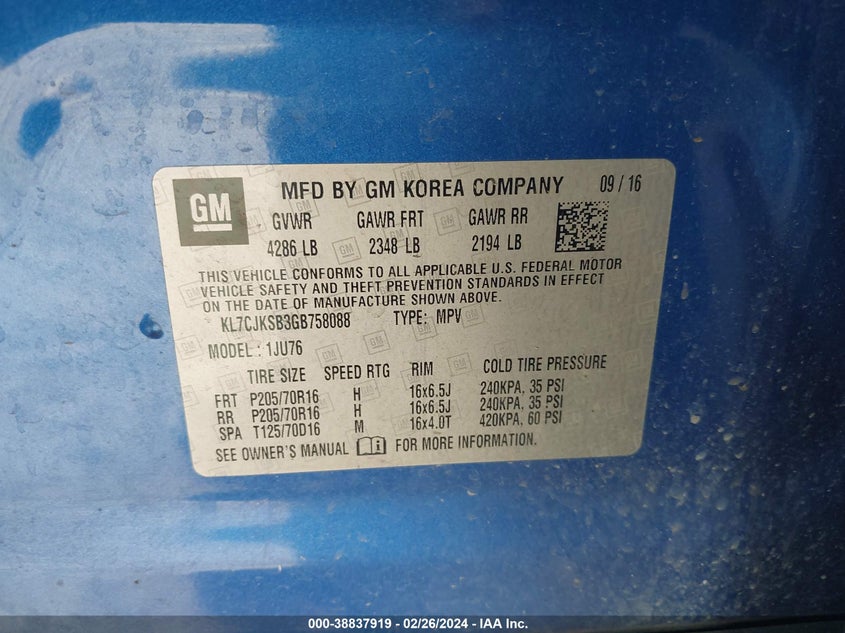 GM MFD BY GM KOREA COMPANY 09/16
GVWR GAWR FRT GAWR RR
4286 LB 2348 LB 2194 LB
THIS VEHICLE CONFORMS TO ALL APPLICABLE U.S. FEDERAL MOTOR
VEHICLE SAFETY AND THEFT PREVENTION STANDARDS IN EFFECT
ON THE DATE OF MANUFACTURE SHOWN ABOVE.
KL7CJKSB3GB758088 TYPE: MPV
MODEL: 1JU76
TIRE SIZE SPEED RTG RIM COLD TIRE PRESSURE
FRT P205/70R16 H 16x6.5J 240KPA, 35 PSI
RR P205/70R16 H 16x6.5J 240KPA, 35 PSI
SPA T125/70D16 M 16x4.0T 420KPA, 60 PSI
SEE OWNER'S MANUAL FOR MORE INFORMATION.
000-38837919 / 02/26/2024 - IAA Inc.